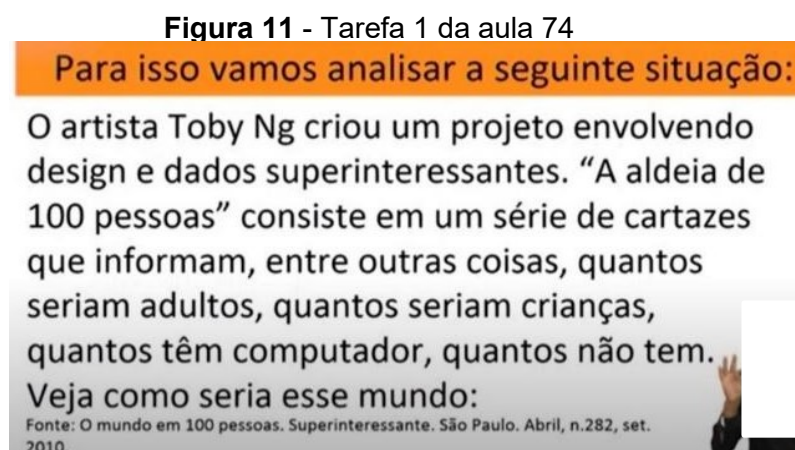 Figura 11 - Tarefa 1 da aula 74
Para isso vamos analisar a seguinte situação:
O artista Toby Ng criou um projeto envolvendo
design e dados superinteressantes. “A aldeia de
100 pessoas” consiste em um série de cartazes
que informam, entre outras coisas, quantos
seriam adultos, quantos seriam crianças,
quantos têm computador, quantos não tem.
Veja como seria esse mundo:
Fonte: O mundo em 100 pessoas. Superinteressante. São Paulo. Abril, n.282, set.
2010